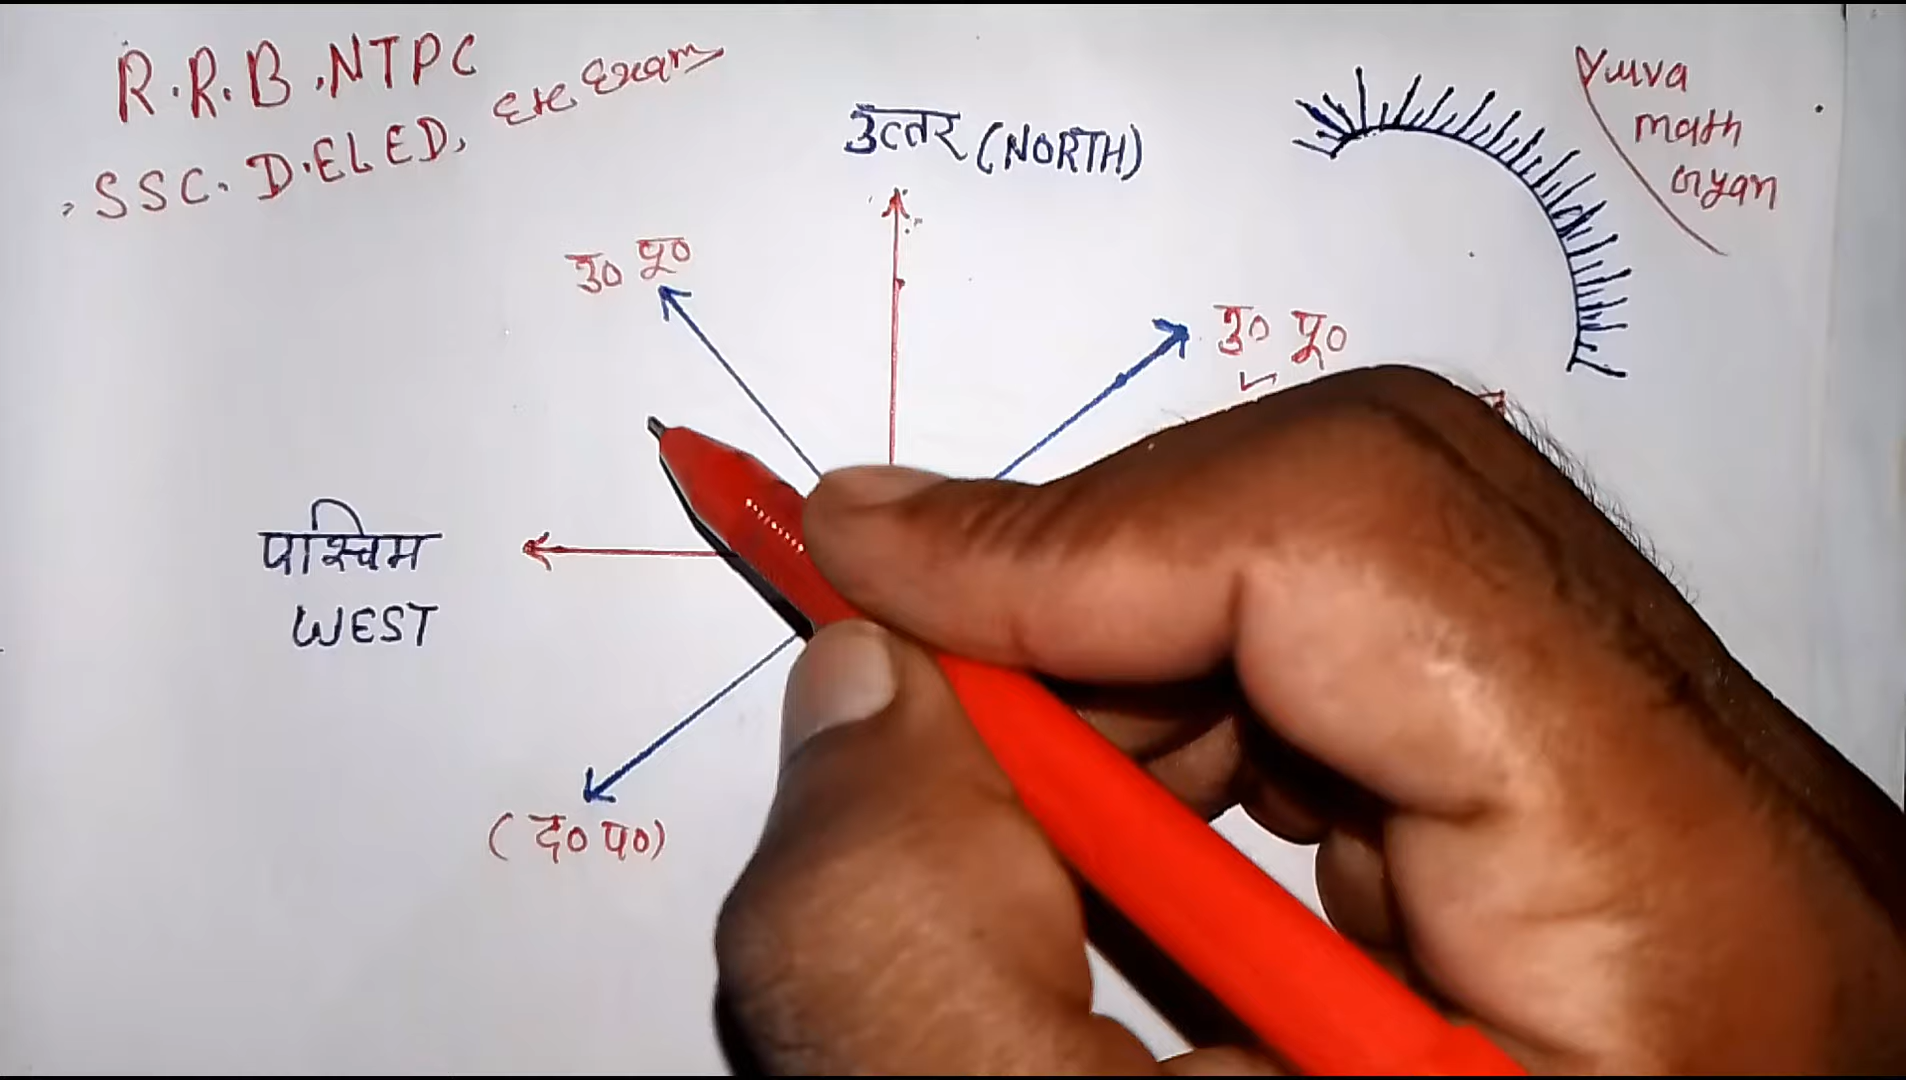 R.R.B.NTPC
SSC. D.ELED, etc exam
Yuva
math
gyan
उत्तर (NORTH)
उ० पू०
उ० पू०
पश्चिम
WEST
(द० प०)